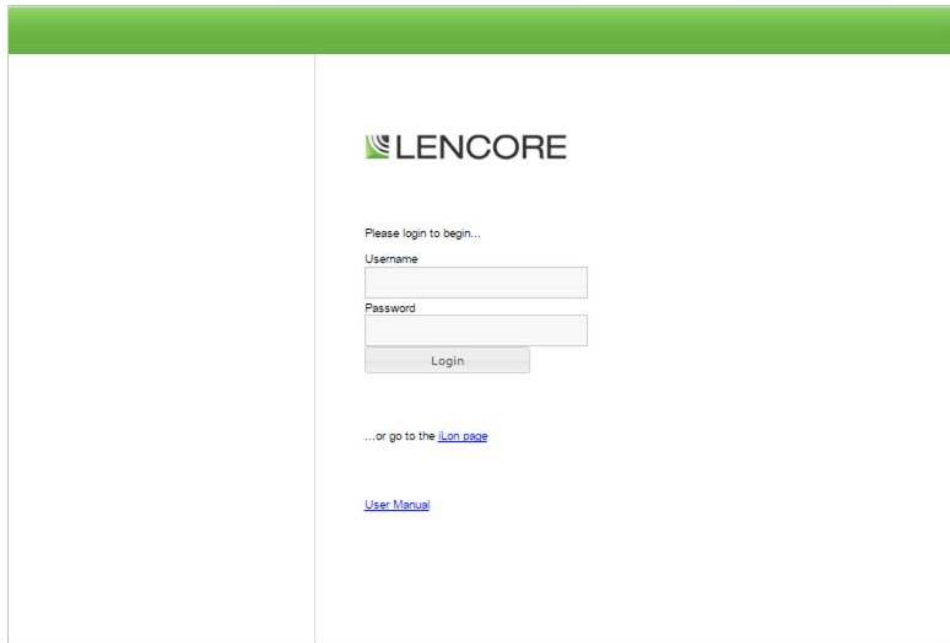 LENCORE
Please login to begin...
Username
Password
Login
...or go to the iLon page
User Manual